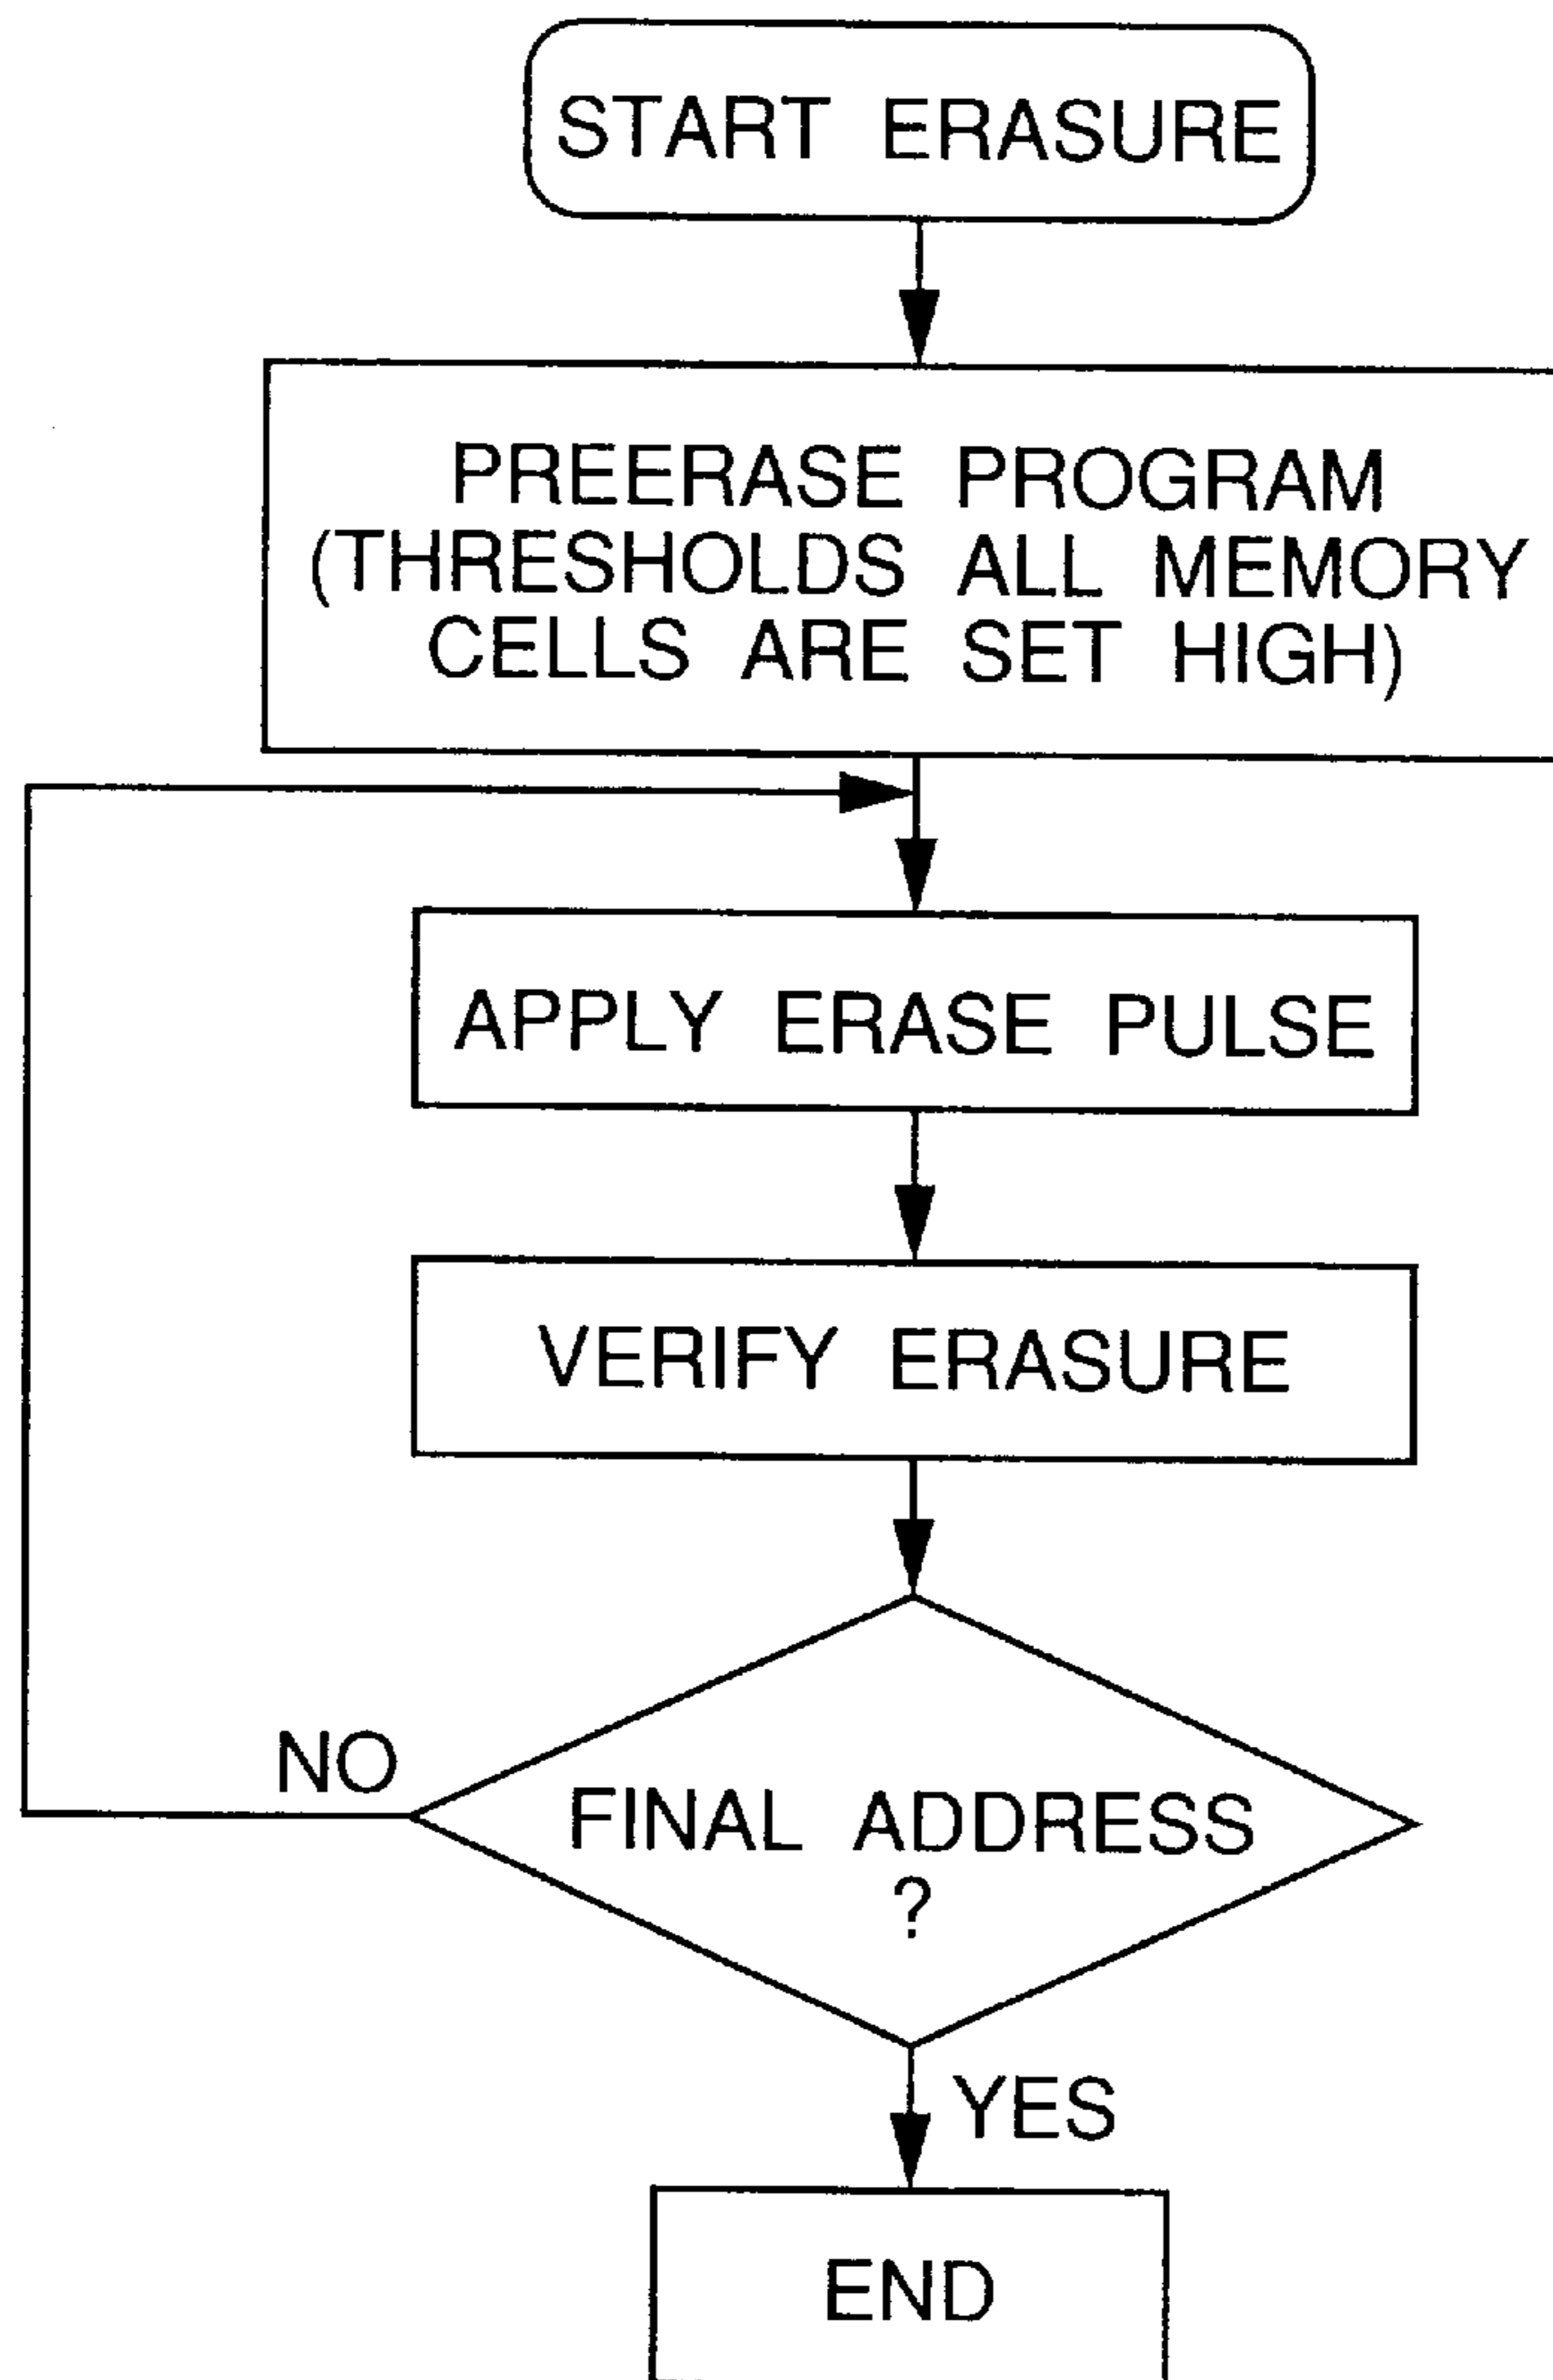 START ERASURE
PREERASE PROGRAM
(THRESHOLDS ALL MEMORY
CELLS ARE SET HIGH)
APPLY ERASE PULSE
VERIFY ERASURE
NO
FINAL ADDRESS
?
YES
END